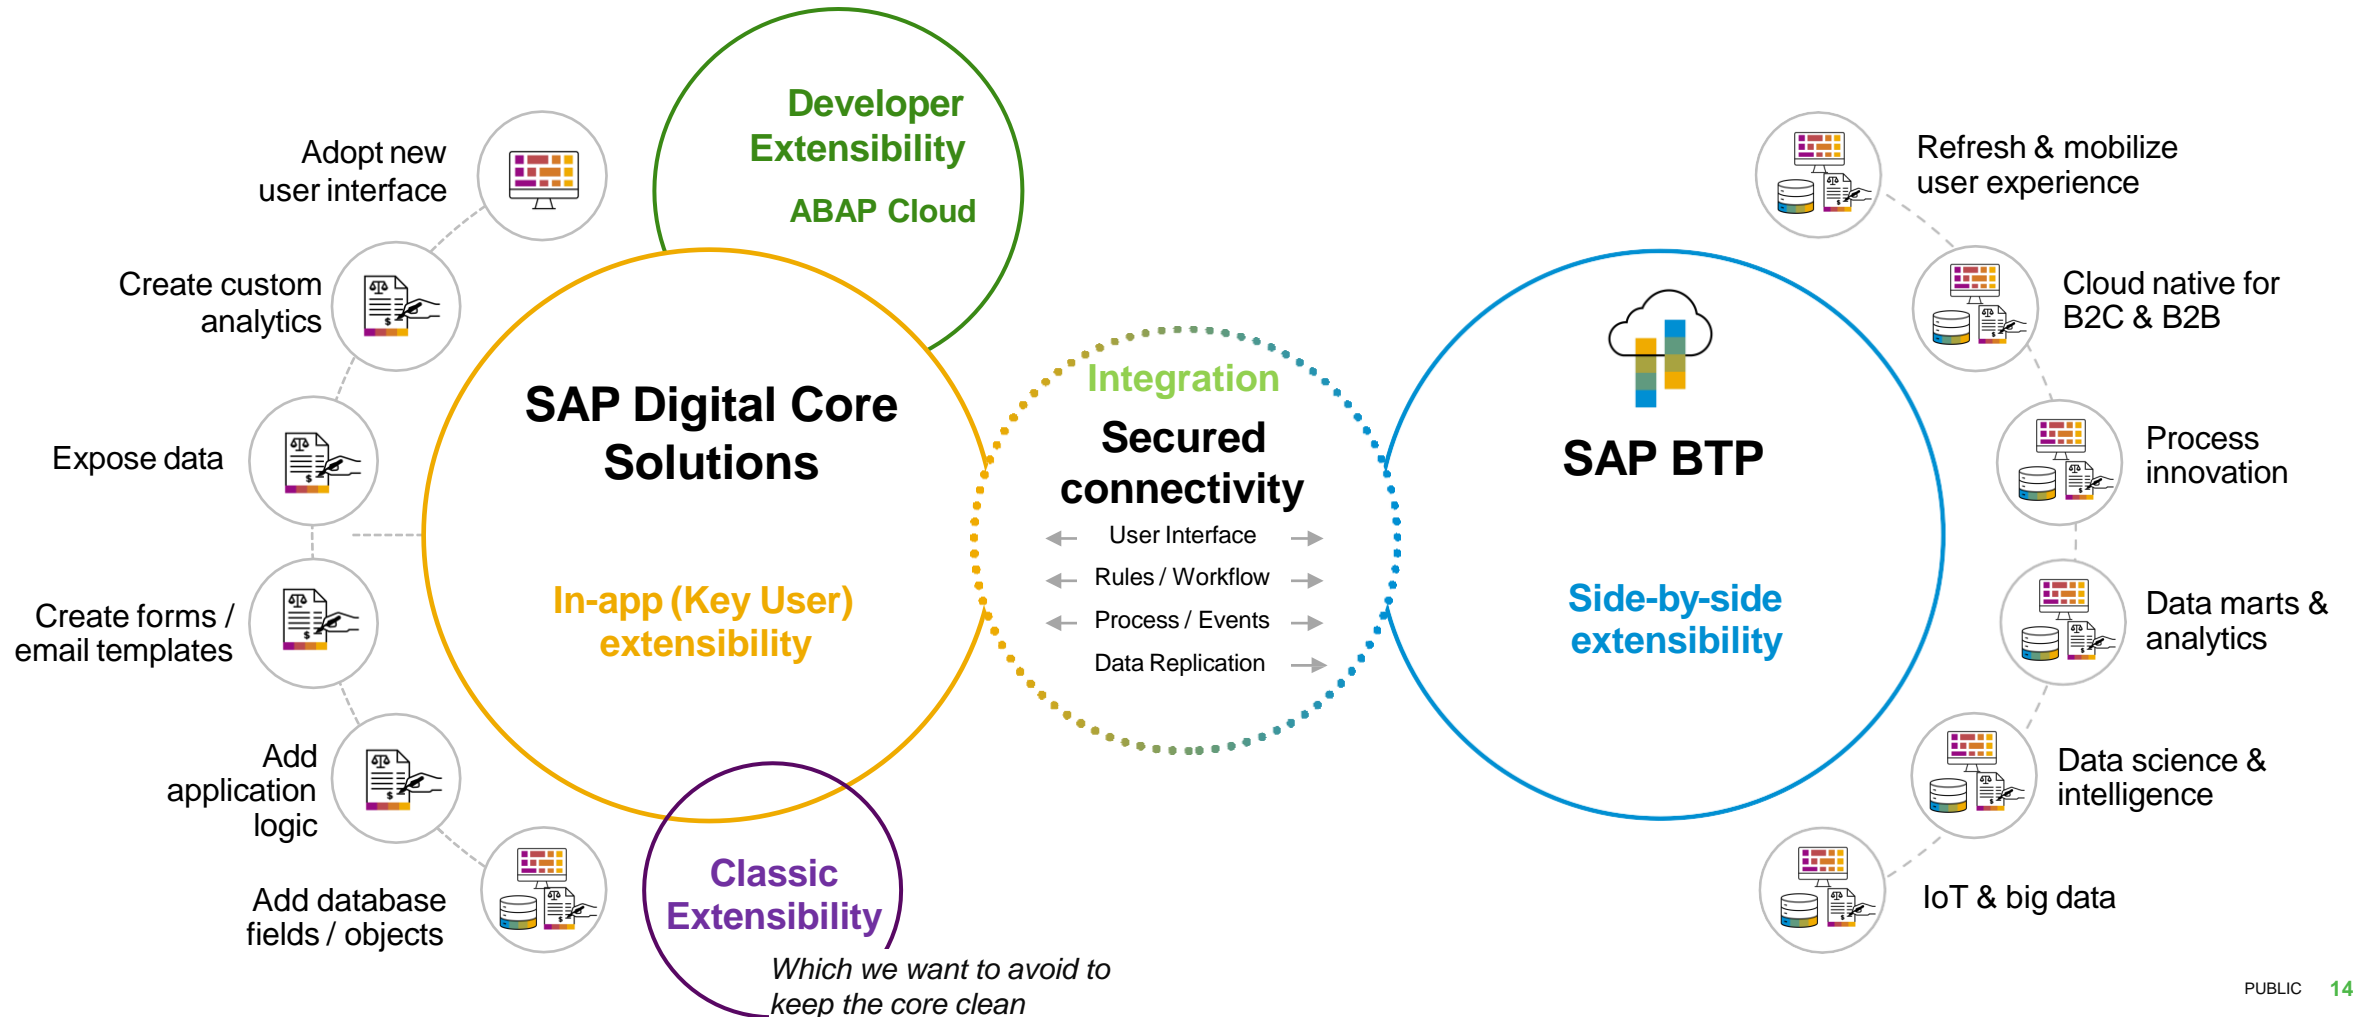 Developer
Extensibility
ABAP Cloud
Adopt new
user interface
Create custom
analytics
Expose data
Create forms /
email templates
Add
application
logic
Add database
fields / objects
SAP Digital Core
Solutions
In-app (Key User)
extensibility
Classic
Extensibility
Which we want to avoid to
keep the core clean
Integration
Secured
connectivity
User Interface
Rules / Workflow
Process / Events
Data Replication
SAP BTP
Side-by-side
extensibility
Refresh & mobilize
user experience
Cloud native for
B2C & B2B
Process
innovation
Data marts &
analytics
Data science &
intelligence
IoT & big data
PUBLIC 14